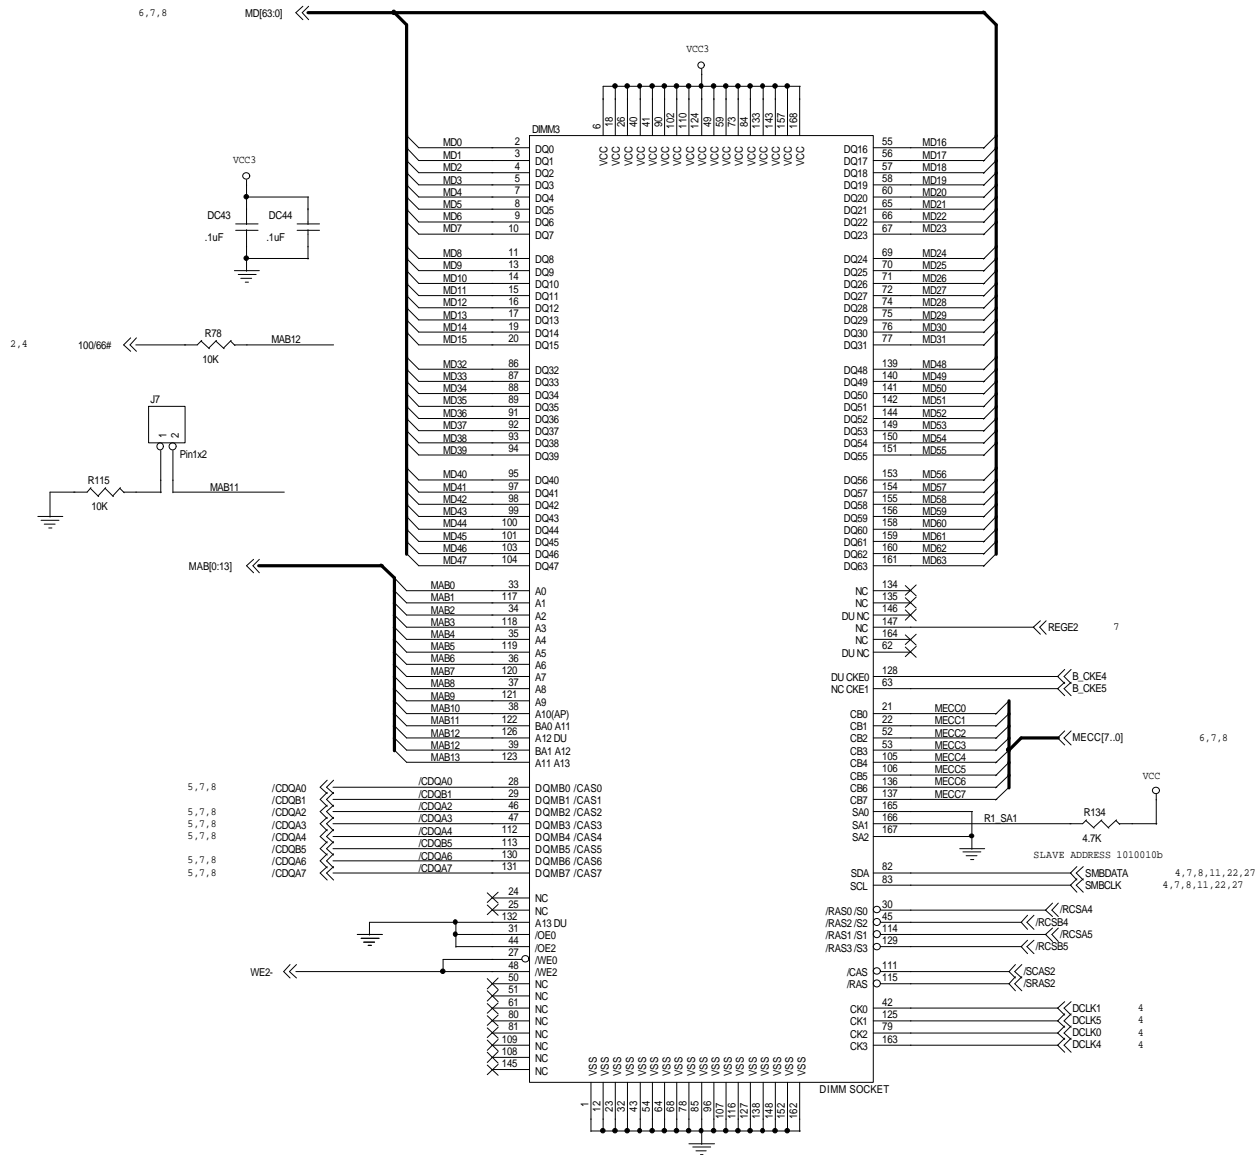 6,7,8 MD[63:0]
VCC3
6 18 26 40 41 90 102 110 124 49 59 73 84 133 143 157 168
VCC VCC VCC VCC VCC VCC VCC VCC VCC VCC VCC VCC VCC VCC VCC VCC VCC
DIMM3
MD0 2 DQ0 DQ16 55 MD16
MD1 3 DQ1 DQ17 56 MD17
MD2 4 DQ2 DQ18 57 MD18
MD3 5 DQ3 DQ19 58 MD19
MD4 7 DQ4 DQ20 60 MD20
MD5 8 DQ5 DQ21 65 MD21
MD6 9 DQ6 DQ22 66 MD22
MD7 10 DQ7 DQ23 67 MD23
VCC3
DC43 DC44
.1uF .1uF
MD8 11 DQ8 DQ24 69 MD24
MD9 13 DQ9 DQ25 70 MD25
MD10 14 DQ10 DQ26 71 MD26
MD11 15 DQ11 DQ27 72 MD27
MD12 16 DQ12 DQ28 74 MD28
MD13 17 DQ13 DQ29 75 MD29
MD14 19 DQ14 DQ30 76 MD30
MD15 20 DQ15 DQ31 77 MD31
2,4 100/66# R78 MAB12
10K
MD32 86 DQ32 DQ48 139 MD48
MD33 87 DQ33 DQ49 140 MD49
MD34 88 DQ34 DQ50 141 MD50
MD35 89 DQ35 DQ51 142 MD51
MD36 91 DQ36 DQ52 144 MD52
MD37 92 DQ37 DQ53 149 MD53
MD38 93 DQ38 DQ54 150 MD54
MD39 94 DQ39 DQ55 151 MD55
J7
1 2
Pin1x2
R115 MAB11
10K
MD40 95 DQ40 DQ56 153 MD56
MD41 97 DQ41 DQ57 154 MD57
MD42 98 DQ42 DQ58 155 MD58
MD43 99 DQ43 DQ59 156 MD59
MD44 100 DQ44 DQ60 158 MD60
MD45 101 DQ45 DQ61 159 MD61
MD46 103 DQ46 DQ62 160 MD62
MD47 104 DQ47 DQ63 161 MD63
MAB[0:13]
MAB0 33 A0 NC 134
MAB1 117 A1 NC 135
MAB2 34 A2 DU NC 146
MAB3 118 A3 NC 147 REGE2 7
MAB4 35 A4 NC 164
MAB5 119 A5 DU NC 62
MAB6 36 A6
MAB7 120 A7 DU CKE0 128 B_CKE4
MAB8 37 A8 NC CKE1 63 B_CKE5
MAB9 121 A9
MAB10 38 A10(AP) CB0 21 MECC0
MAB11 122 BA0 A11 CB1 22 MECC1
MAB12 126 A12 DU CB2 52 MECC2
MAB12 39 BA1 A12 CB3 53 MECC3
MAB13 123 A11 A13 CB4 105 MECC4
CB5 106 MECC5
CB6 136 MECC6
CB7 137 MECC7
MECC[7..0] 6,7,8
SA0 165
SA1 166 R1_SA1 R134 VCC
4.7K
SA2 167
SLAVE ADDRESS 1010010b
5,7,8 /CDQA0 /CDQA0 28 DQMB0 /CAS0
/CDQB1 /CDQB1 29 DQMB1 /CAS1
5,7,8 /CDQA2 /CDQA2 46 DQMB2 /CAS2
5,7,8 /CDQA3 /CDQA3 47 DQMB3 /CAS3
5,7,8 /CDQA4 /CDQA4 112 DQMB4 /CAS4
/CDQB5 /CDQB5 113 DQMB5 /CAS5
5,7,8 /CDQA6 /CDQA6 130 DQMB6 /CAS6
5,7,8 /CDQA7 /CDQA7 131 DQMB7 /CAS7
SDA 82 SMBDATA 4,7,8,11,22,27
SCL 83 SMBCLK 4,7,8,11,22,27
24 NC
25 NC
132 A13 DU
31 /OE0
44 /OE2
27 /WE0
WE2- 48 /WE2
/RAS0 /S0 30 /RCSA4
/RAS2 /S2 45 /RCSB4
/RAS1 /S1 114 /RCSA5
/RAS3 /S3 129 /RCSB5
/CAS 111 /SCAS2
/RAS 115 /SRAS2
50 NC
51 NC
61 NC
80 NC
81 NC
109 NC
108 NC
145 NC
CK0 42 DCLK1 4
CK1 125 DCLK5 4
CK2 79 DCLK0 4
CK3 163 DCLK4 4
VSS VSS VSS VSS VSS VSS VSS VSS VSS VSS VSS VSS VSS VSS VSS VSS VSS VSS
DIMM SOCKET
1 12 23 32 43 54 64 68 78 85 96 107 116 127 138 148 152 162